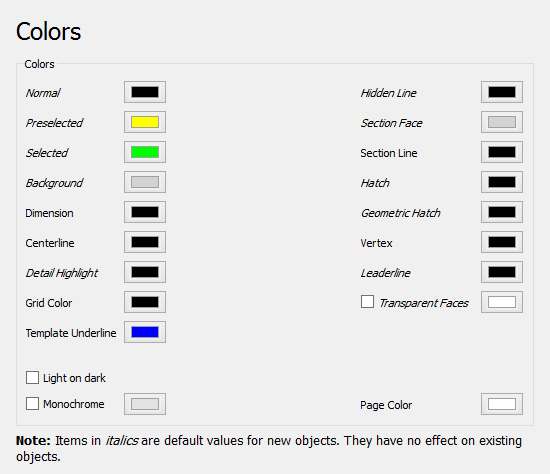 Colors
Colors
Normal
Hidden Line
Preselected
Section Face
Selected
Section Line
Background
Hatch
Dimension
Geometric Hatch
Centerline
Vertex
Detail Highlight
Leaderline
Grid Color
Transparent Faces
Template Underline
Light on dark
Monochrome
Page Color
Note: Items in italics are default values for new objects. They have no effect on existing
objects.